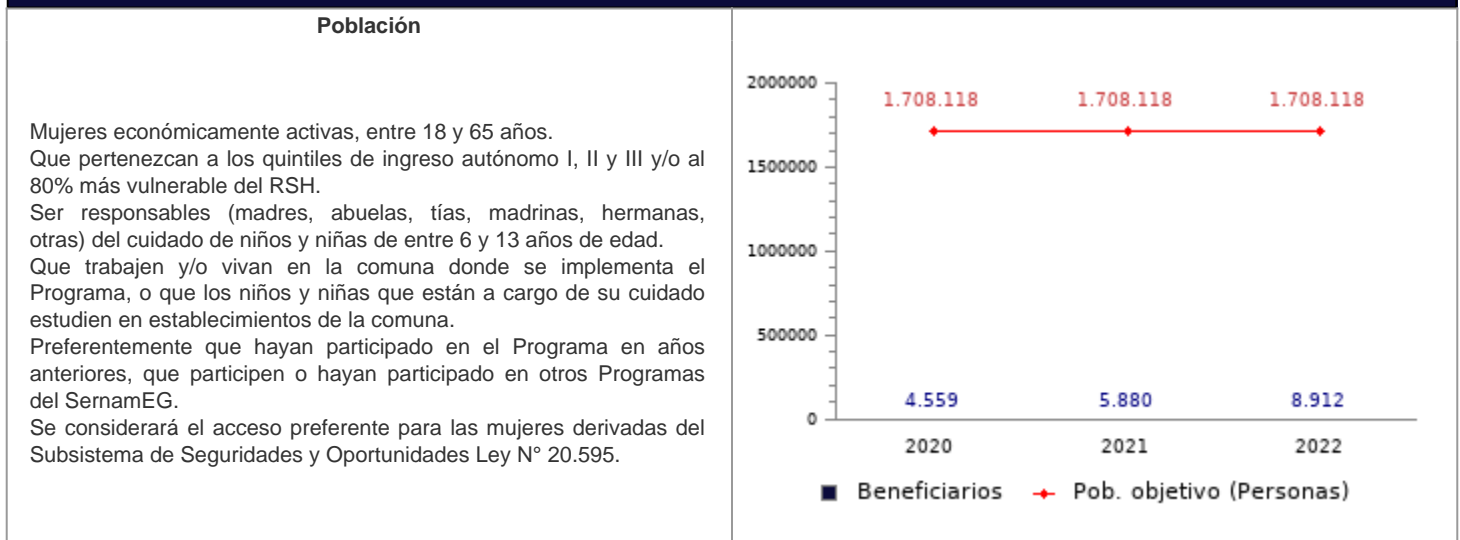 Población
Mujeres económicamente activas, entre 18 y 65 años.
Que pertenezcan a los quintiles de ingreso autónomo I, II y III y/o al
80% más vulnerable del RSH.
Ser responsables (madres, abuelas, tías, madrinas, hermanas,
otras) del cuidado de niños y niñas de entre 6 y 13 años de edad.
Que trabajen y/o vivan en la comuna donde se implementa el
Programa, o que los niños y niñas que están a cargo de su cuidado
estudien en establecimientos de la comuna.
Preferentemente que hayan participado en el Programa en años
anteriores, que participen o hayan participado en otros Programas
del SernamEG.
Se considerará el acceso preferente para las mujeres derivadas del
Subsistema de Seguridades y Oportunidades Ley N° 20.595.
2000000
1.708.118 1.708.118 1.708.118
1500000
1000000
500000
4.559 5.880 8.912
0
2020 2021 2022
Beneficiarios Pob. objetivo (Personas)